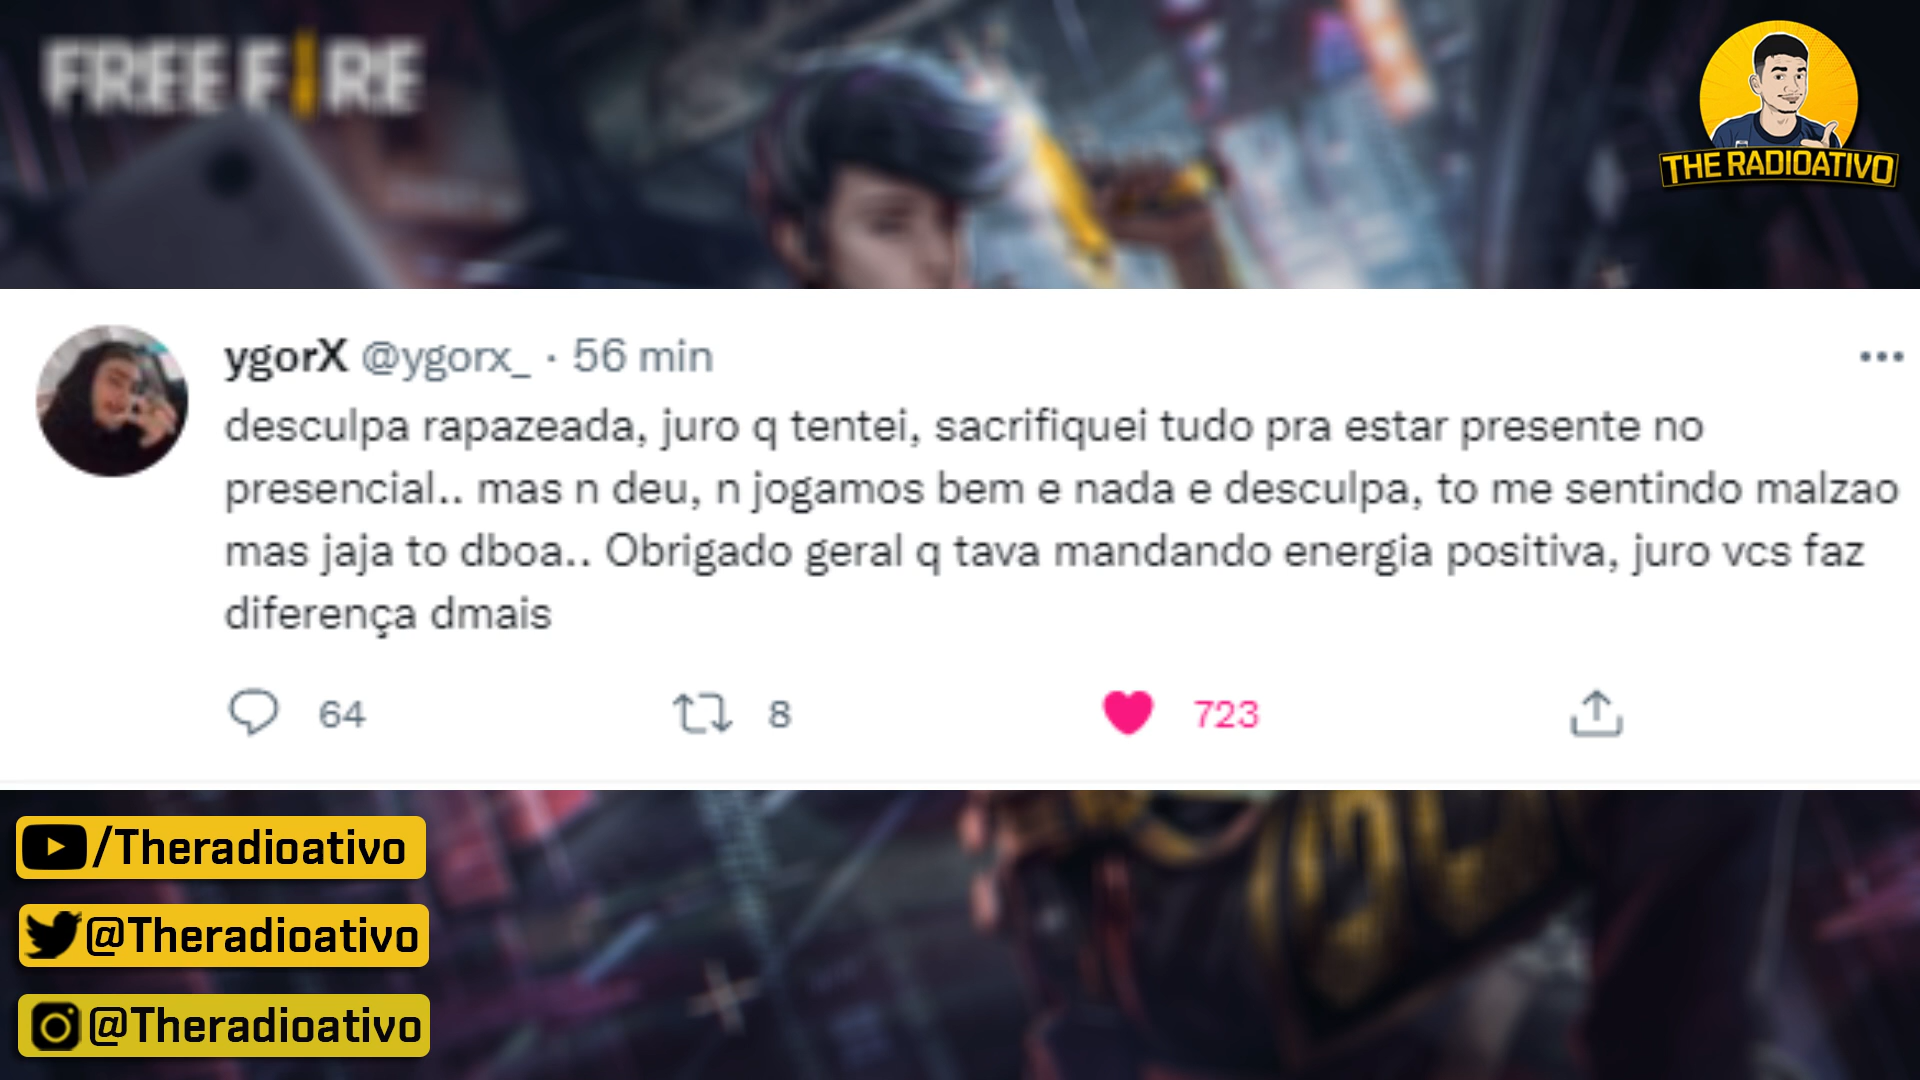 FREE FIRE
THE RADIOATIVO
ygorX @ygorx_ · 56 min
desculpa rapazeada, juro q tentei, sacrifiquei tudo pra estar presente no
presencial.. mas n deu, n jogamos bem e nada e desculpa, to me sentindo malzao
mas jaja to dboa.. Obrigado geral q tava mandando energia positiva, juro vcs faz
diferença dmais
64 8 723
/Theradioativo
@Theradioativo
@Theradioativo